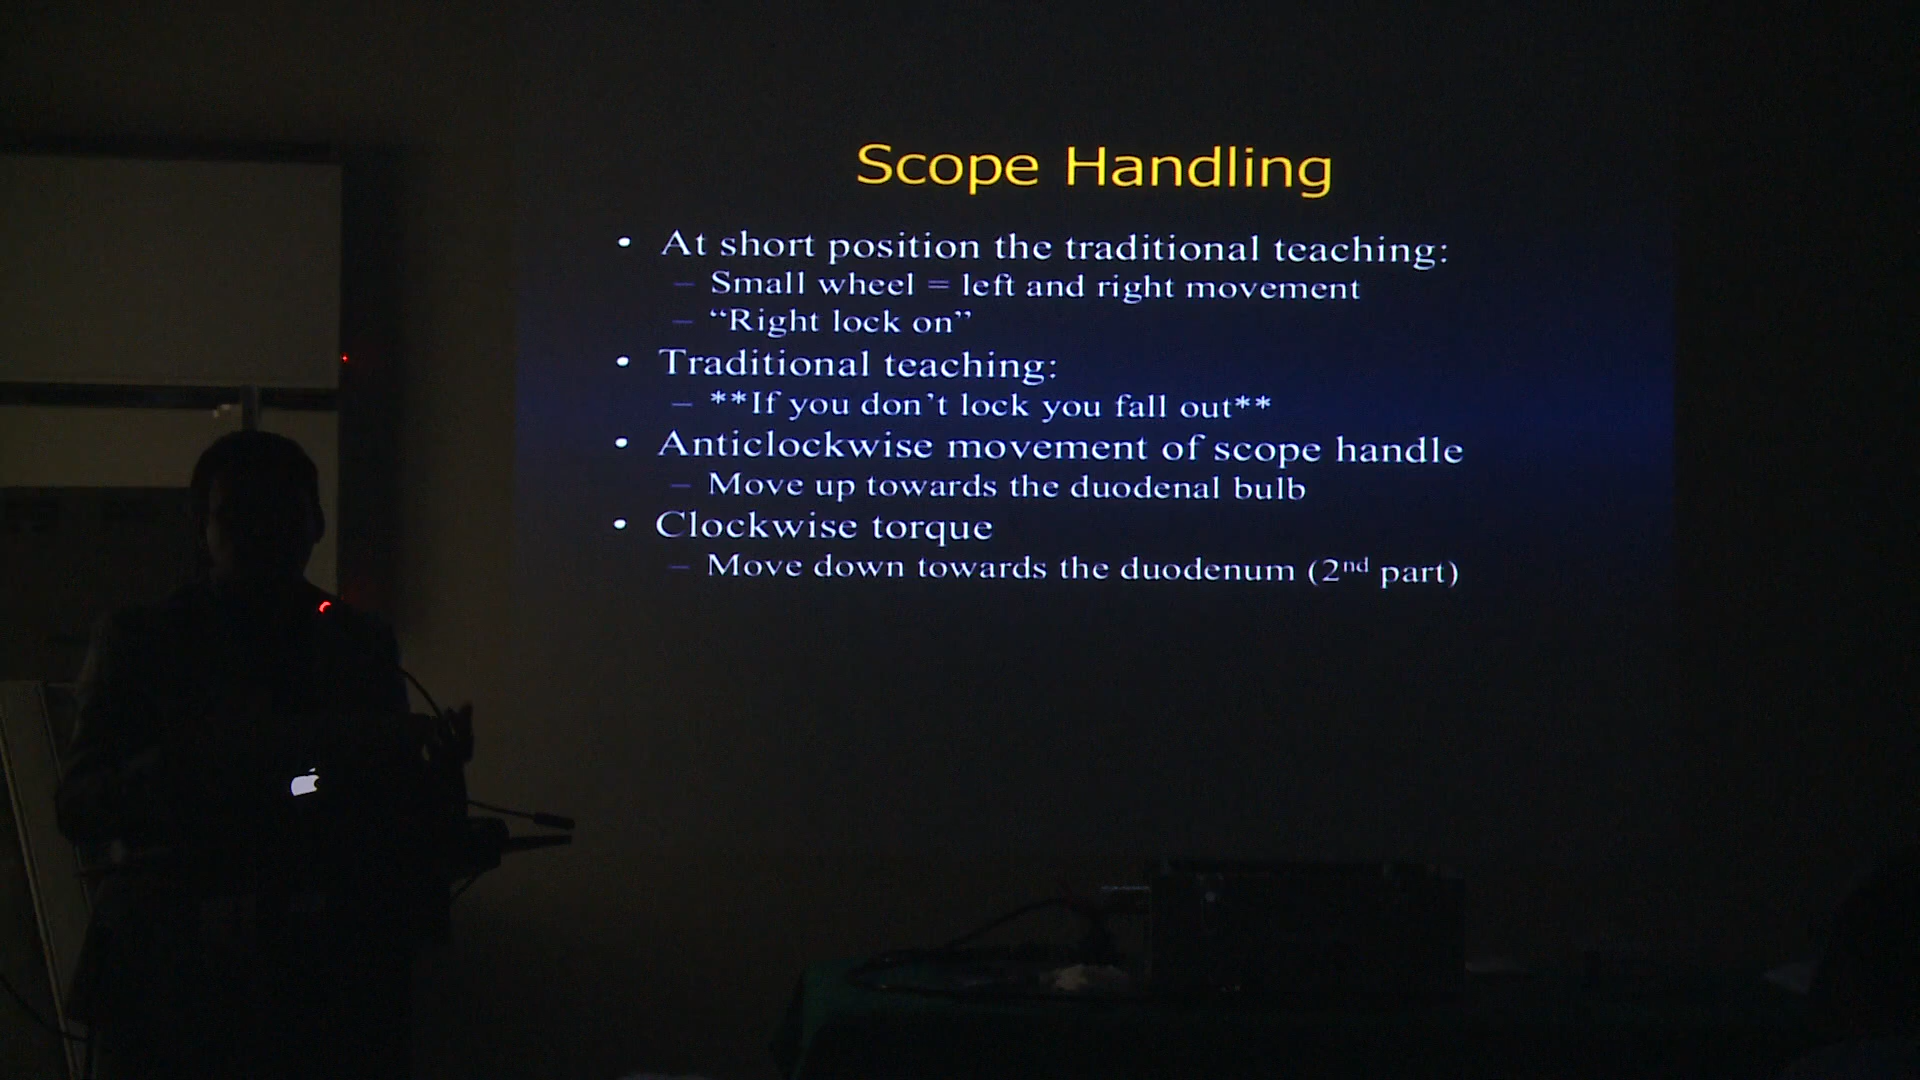 Scope Handling
• At short position the traditional teaching:
– Small wheel = left and right movement
– “Right lock on”
• Traditional teaching:
– **If you don’t lock you fall out**
• Anticlockwise movement of scope handle
– Move up towards the duodenal bulb
• Clockwise torque
– Move down towards the duodenum (2nd part)